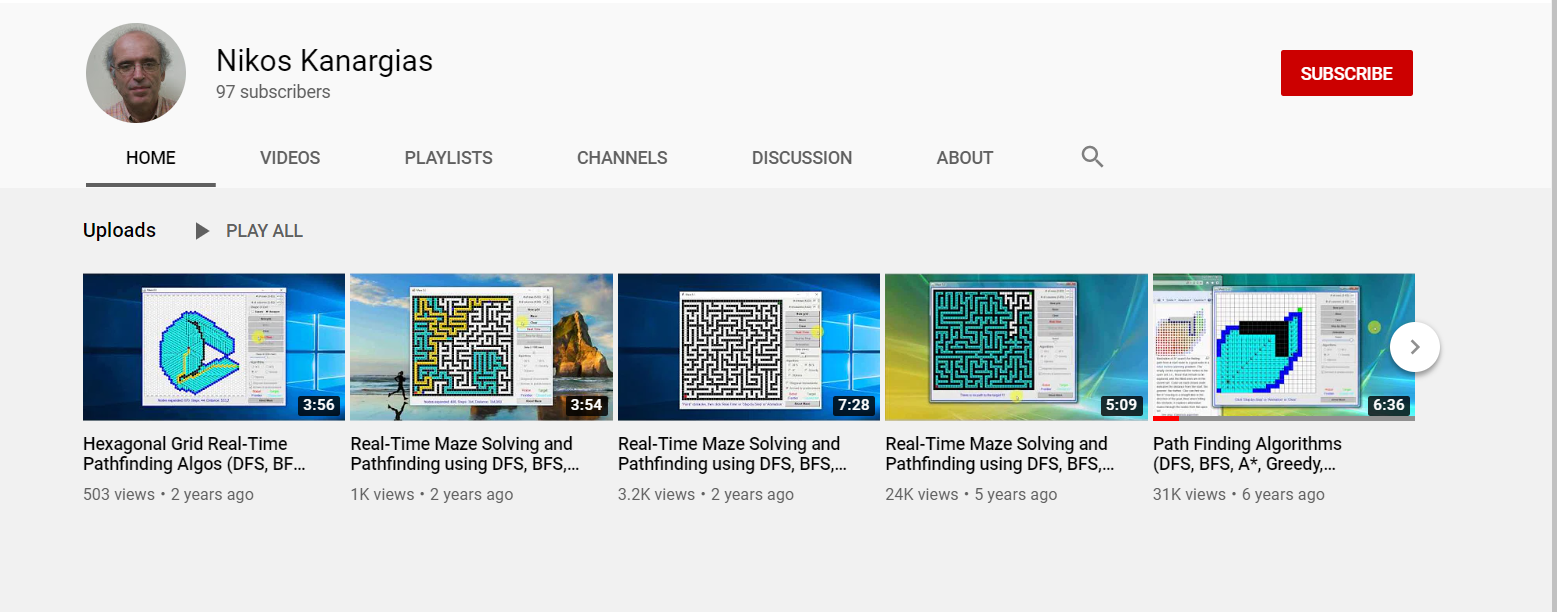 Nikos Kanargias
97 subscribers
SUBSCRIBE
HOME VIDEOS PLAYLISTS CHANNELS DISCUSSION ABOUT
Uploads PLAY ALL
3:56 3:54 7:28 5:09 6:36
Hexagonal Grid Real-Time
Pathfinding Algos (DFS, BF...
503 views • 2 years ago
Real-Time Maze Solving and
Pathfinding using DFS, BFS,...
1K views • 2 years ago
Real-Time Maze Solving and
Pathfinding using DFS, BFS,...
3.2K views • 2 years ago
Real-Time Maze Solving and
Pathfinding using DFS, BFS,...
24K views • 5 years ago
Path Finding Algorithms
(DFS, BFS, A*, Greedy,...
31K views • 6 years ago